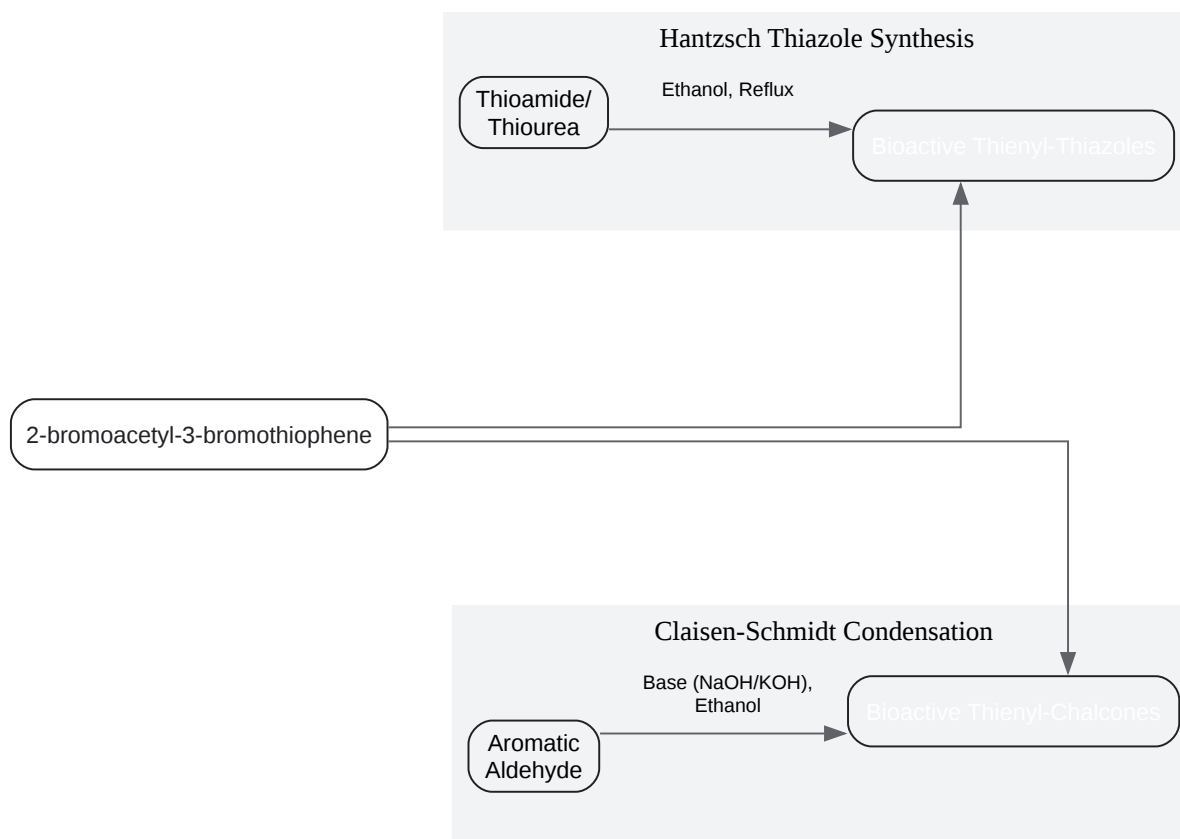 Hantzsch Thiazole Synthesis
Thioamide/
Thiourea
Ethanol, Reflux
Bioactive Thienyl-Thiazoles
2-bromoacetyl-3-bromothiophene
Claisen-Schmidt Condensation
Base (NaOH/KOH),
Ethanol
Bioactive Thienyl-Chalcones
Aromatic
Aldehyde